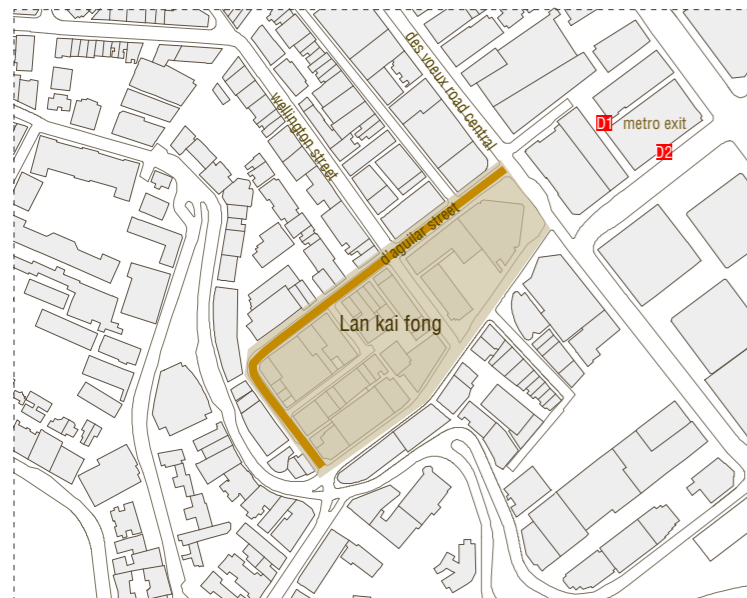 des voeux road central
wellington street
D1 metro exit
D2
d'aguilar street
Lan kai fong